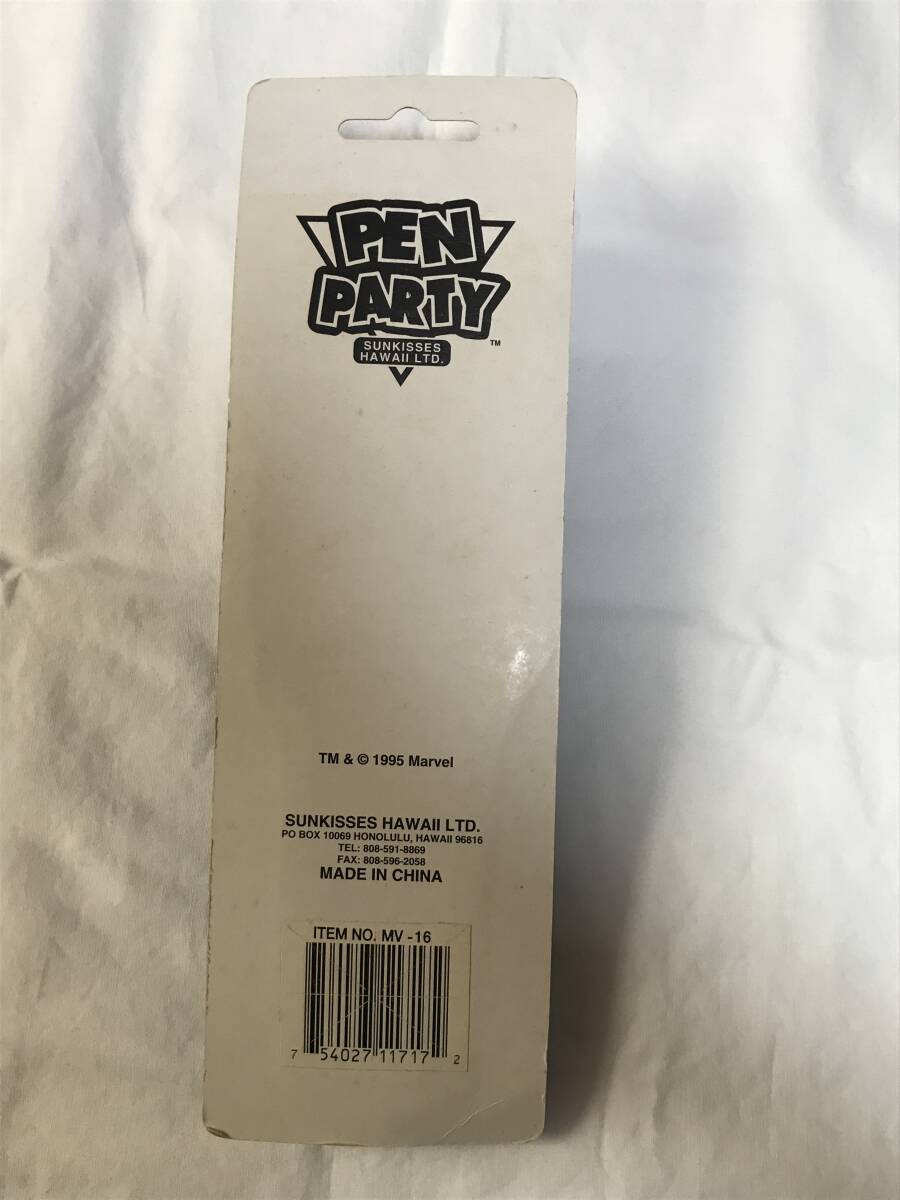 PEN
PARTY
TM
SUNKISSES
HAWAII LTD.
TM & © 1995 Marvel
SUNKISSES HAWAII LTD.
PO BOX 10069 HONOLULU, HAWAII 96816
TEL: 808-591-8869
FAX: 808-596-2058
MADE IN CHINA
ITEM NO. MV -16
7 54027 11717 2